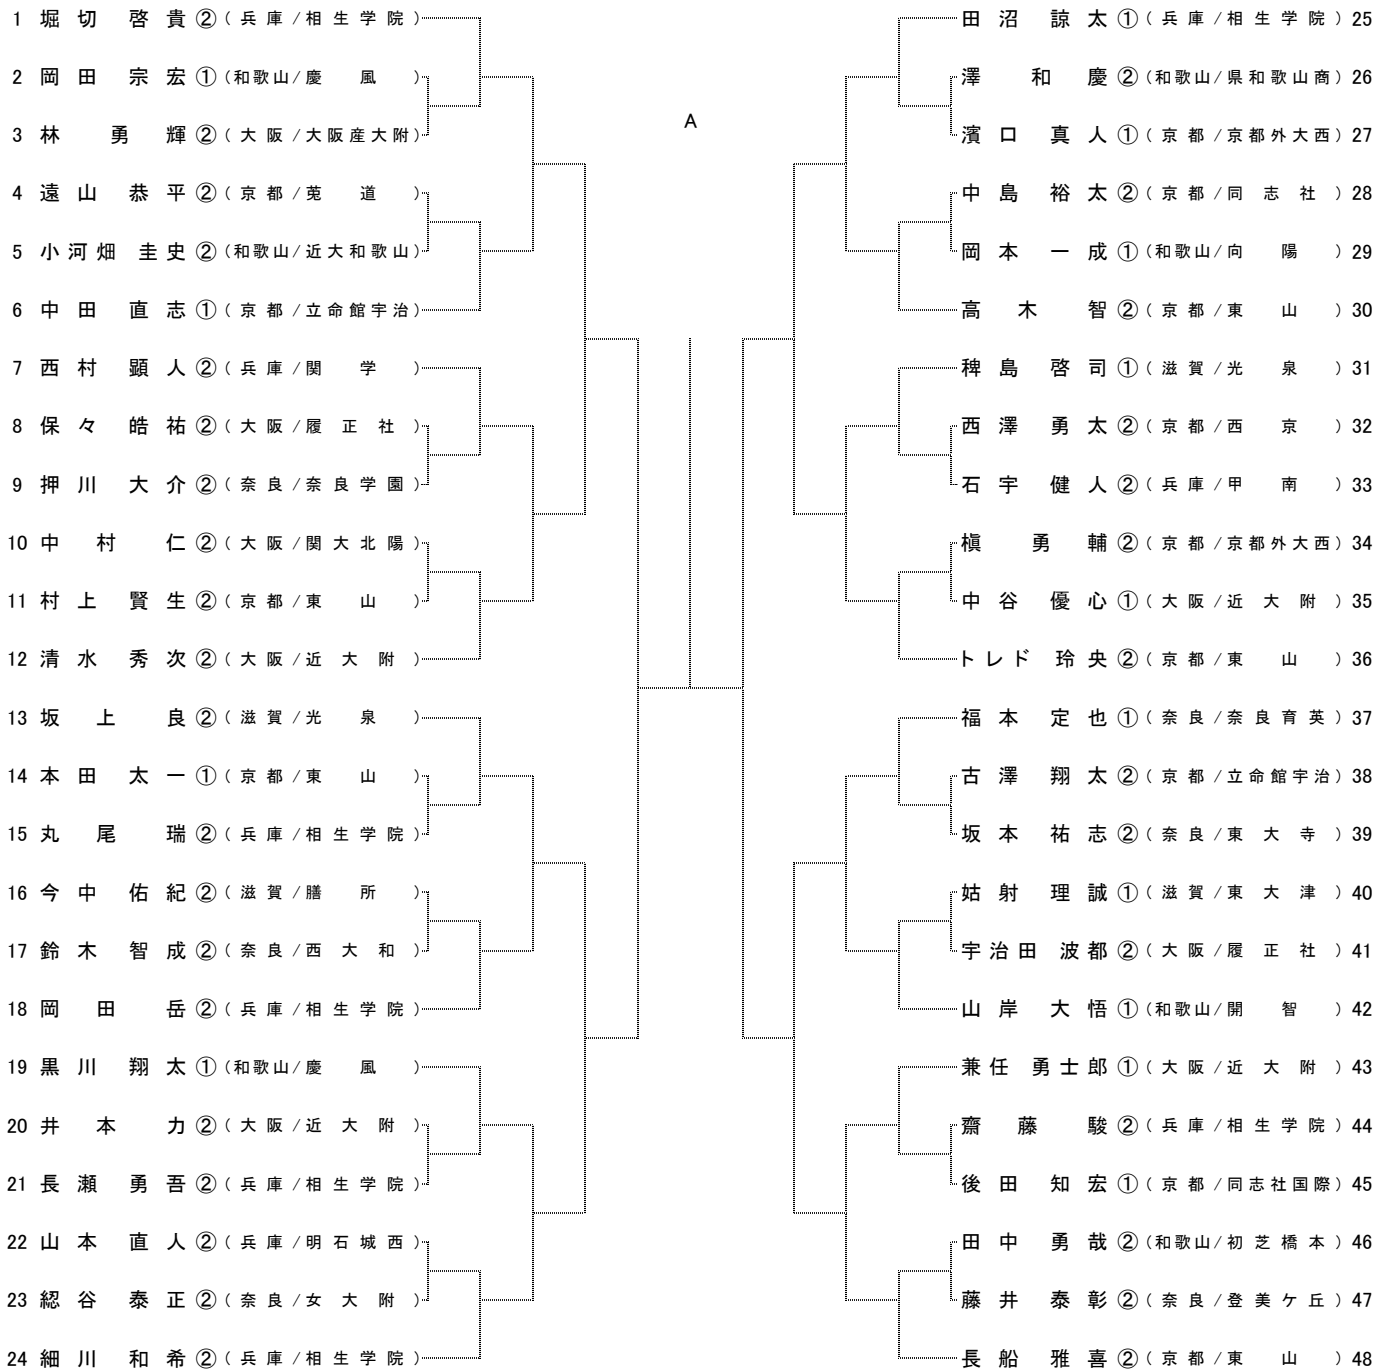 1 堀切 啓貴 ② (兵庫/相生学院)
2 岡田 宗宏 ① (和歌山/慶風)
3 林 勇輝 ② (大阪/大阪産大附)
4 遠山 恭平 ② (京都/莵道)
5 小河畑 圭史 ② (和歌山/近大和歌山)
6 中田 直志 ① (京都/立命館宇治)
7 西村 顕人 ② (兵庫/関学)
8 保々 皓祐 ② (大阪/履正社)
9 押川 大介 ② (奈良/奈良学園)
10 中村 仁 ② (大阪/関大北陽)
11 村上 賢生 ② (京都/東山)
12 清水 秀次 ② (大阪/近大附)
13 坂上 良 ② (滋賀/光泉)
14 本田 太一 ① (京都/東山)
15 丸尾 瑞 ② (兵庫/相生学院)
16 今中 佑紀 ② (滋賀/膳所)
17 鈴木 智成 ② (奈良/西大和)
18 岡田 岳 ② (兵庫/相生学院)
19 黒川 翔太 ① (和歌山/慶風)
20 井本 力 ② (大阪/近大附)
21 長瀬 勇吾 ② (兵庫/相生学院)
22 山本 直人 ② (兵庫/明石城西)
23 綛谷 泰正 ② (奈良/女大附)
24 細川 和希 ② (兵庫/相生学院)
A
田沼 諒太 ① (兵庫/相生学院) 25
澤 和慶 ② (和歌山/県和歌山商) 26
濱口 真人 ① (京都/京都外大西) 27
中島 裕太 ② (京都/同志社) 28
岡本 一成 ① (和歌山/向陽) 29
高木 智 ② (京都/東山) 30
稗島 啓司 ① (滋賀/光泉) 31
西澤 勇太 ② (京都/西京) 32
石宇 健人 ② (兵庫/甲南) 33
槇 勇輔 ② (京都/京都外大西) 34
中谷 優心 ① (大阪/近大附) 35
トレド 玲央 ② (京都/東山) 36
福本 定也 ① (奈良/奈良育英) 37
古澤 翔太 ② (京都/立命館宇治) 38
坂本 祐志 ② (奈良/東大寺) 39
姑射 理誠 ① (滋賀/東大津) 40
宇治田 波都 ② (大阪/履正社) 41
山岸 大悟 ① (和歌山/開智) 42
兼任 勇士郎 ① (大阪/近大附) 43
齋藤 駿 ② (兵庫/相生学院) 44
後田 知宏 ① (京都/同志社国際) 45
田中 勇哉 ② (和歌山/初芝橋本) 46
藤井 泰彰 ② (奈良/登美ケ丘) 47
長船 雅喜 ② (京都/東山) 48